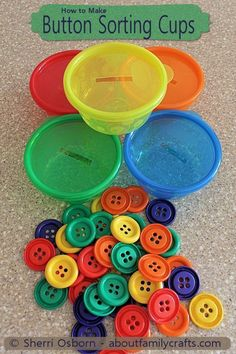 How to Make
Button Sorting Cups
© Sherri Osborn ~ aboutfamilycrafts.com